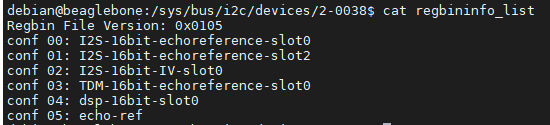 debian@beaglebone:/sys/bus/i2c/devices/2-0038$ cat regbininfo_list
Regbin File Version: 0x0105
conf 00: I2S-16bit-echoreference-slot0
conf 01: I2S-16bit-echoreference-slot2
conf 02: I2S-16bit-IV-slot0
conf 03: TDM-16bit-echoreference-slot0
conf 04: dsp-16bit-slot0
conf 05: echo-ref